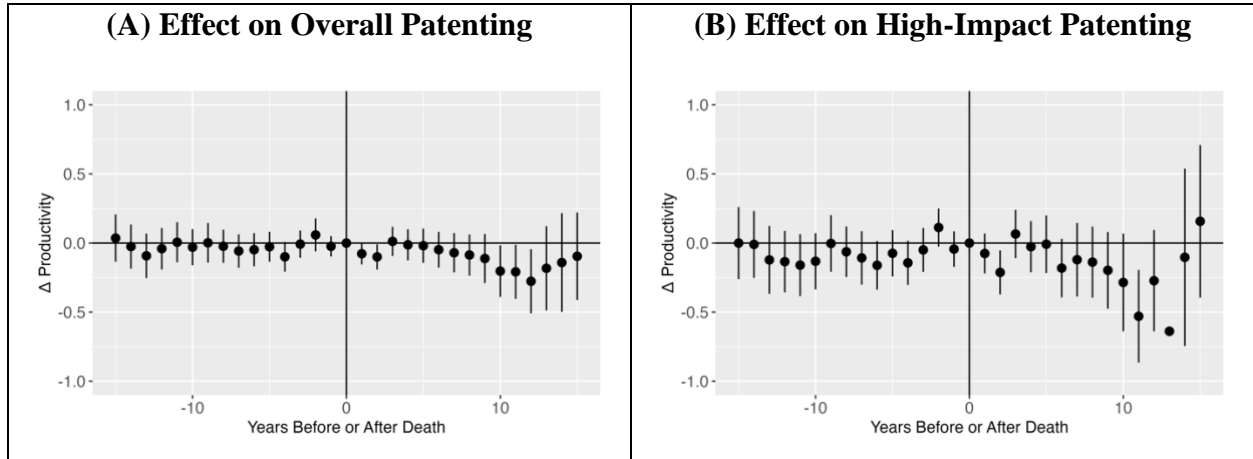 (A) Effect on Overall Patenting
1.0
0.5
0.0
-0.5
-1.0
Δ Productivity
-10
0
10
Years Before or After Death
(B) Effect on High-Impact Patenting
1.0
0.5
0.0
-0.5
-1.0
Δ Productivity
-10
0
10
Years Before or After Death